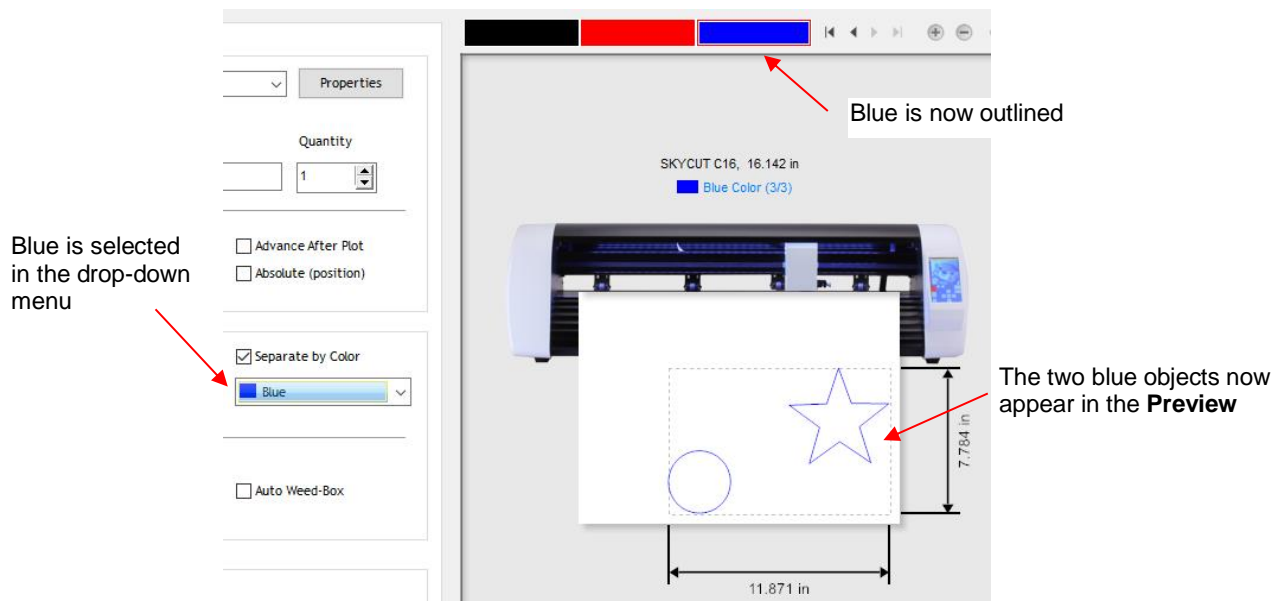 Properties
Blue is now outlined
Quantity
1
SKYCUT C16, 16.142 in
Blue Color (3/3)
Blue is selected
in the drop-down
menu
Advance After Plot
Absolute (position)
Separate by Color
Blue
The two blue objects now
appear in the Preview
7.784 in
Auto Weed-Box
11.871 in